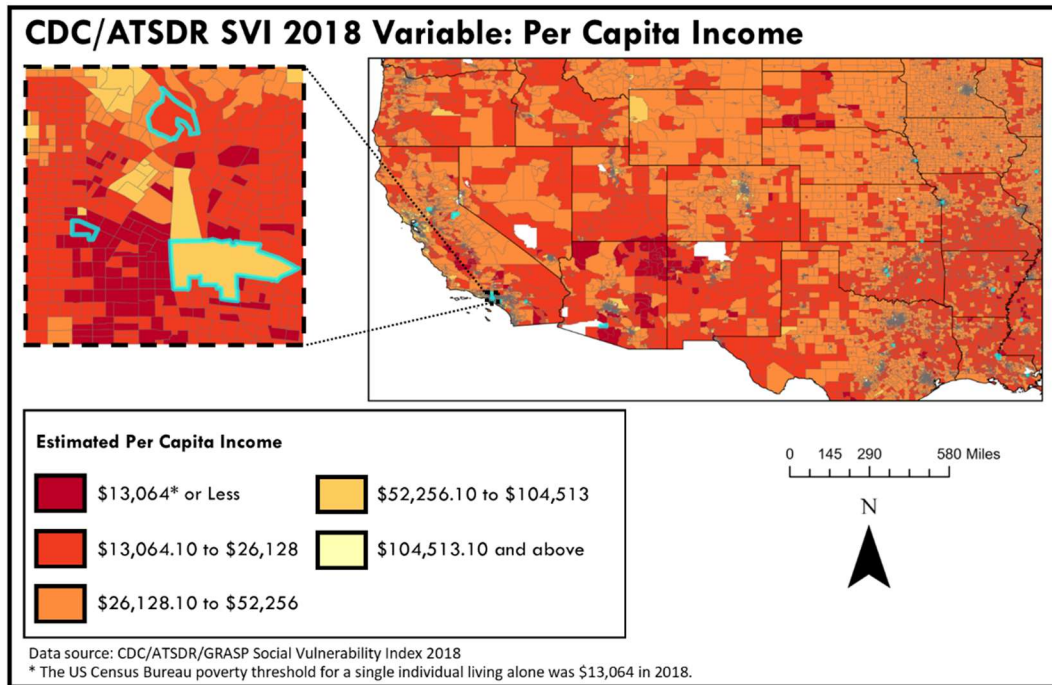 CDC/ATSDR SVI 2018 Variable: Per Capita Income
Estimated Per Capita Income
$13,064* or Less
$13,064.10 to $26,128
$26,128.10 to $52,256
$52,256.10 to $104,513
$104,513.10 and above
0 145 290 580 Miles
N
Data source: CDC/ATSDR/GRASP Social Vulnerability Index 2018
* The US Census Bureau poverty threshold for a single individual living alone was $13,064 in 2018.